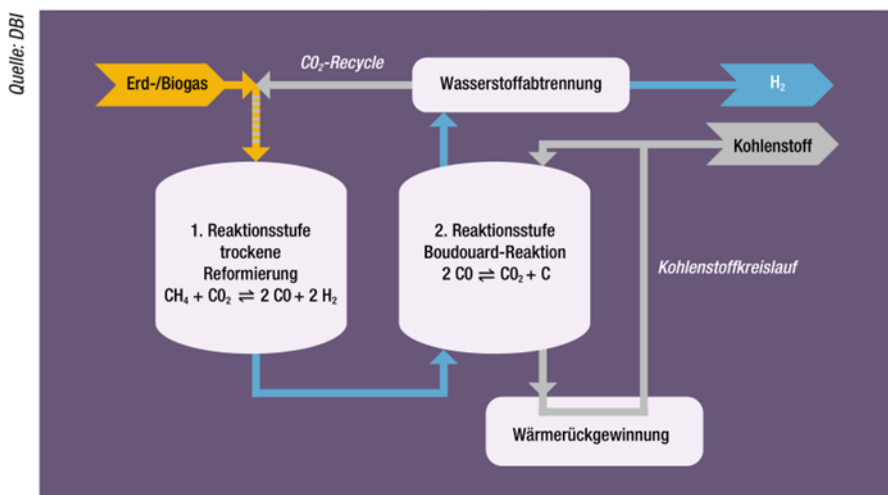 Quelle: DBI
CO₂-Recycle
Erd-/Biogas
Wasserstoffabtrennung
H₂
Kohlenstoff
1. Reaktionsstufe
trockene
Reformierung
CH₄ + CO₂ ⇌ 2 CO + 2 H₂
2. Reaktionsstufe
Boudouard-Reaktion
2 CO ⇌ CO₂ + C
Kohlenstoffkreislauf
Wärmerückgewinnung